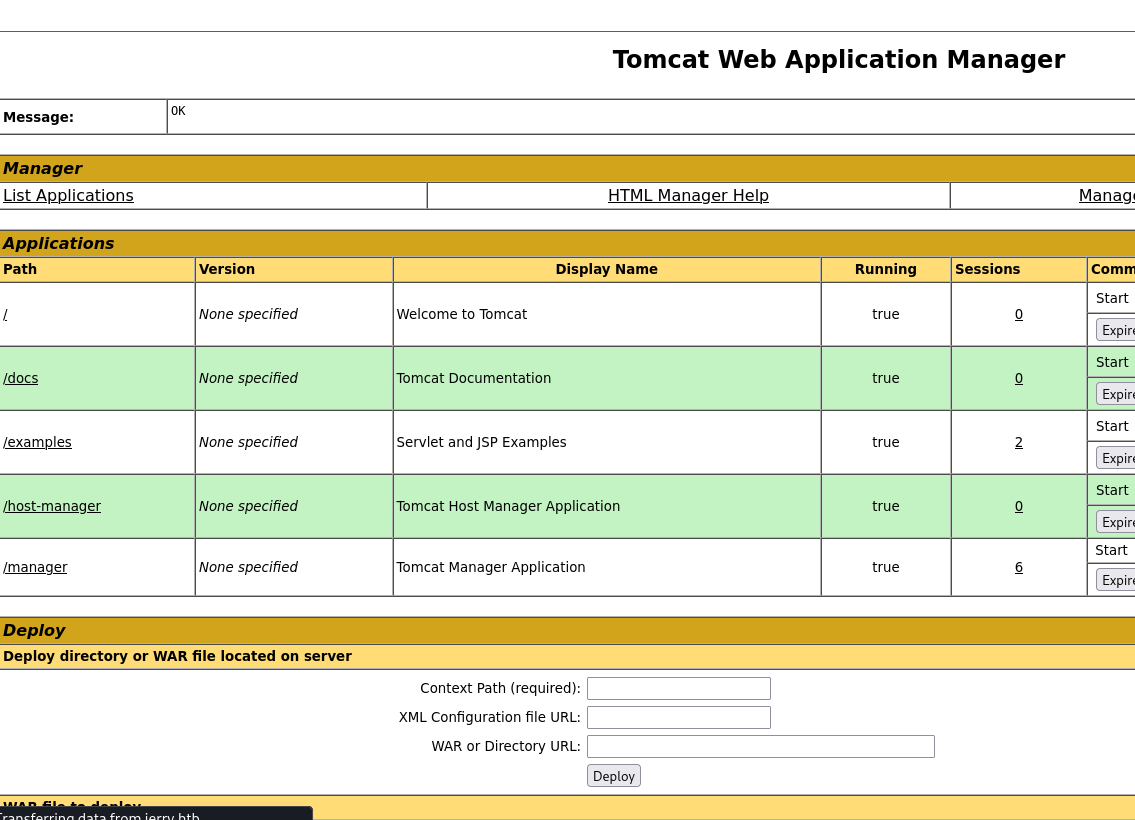 Tomcat Web Application Manager
Message: OK
Manager
List Applications HTML Manager Help Manag
Applications
Path Version Display Name Running Sessions Comm
/ None specified Welcome to Tomcat true 0 Start
Expire
/docs None specified Tomcat Documentation true 0 Start
Expire
/examples None specified Servlet and JSP Examples true 2 Start
Expire
/host-manager None specified Tomcat Host Manager Application true 0 Start
Expire
/manager None specified Tomcat Manager Application true 6 Start
Expire
Deploy
Deploy directory or WAR file located on server
Context Path (required):
XML Configuration file URL:
WAR or Directory URL:
Deploy
WAR file to deploy
Transferring data from jerry.htb